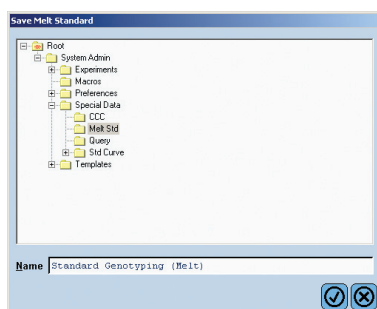 Save Melt Standard
Root
System Admin
Experiments
Macros
Preferences
Special Data
CCC
Melt Std
Query
Std Curve
Templates
Name Standard Genotyping (Melt)